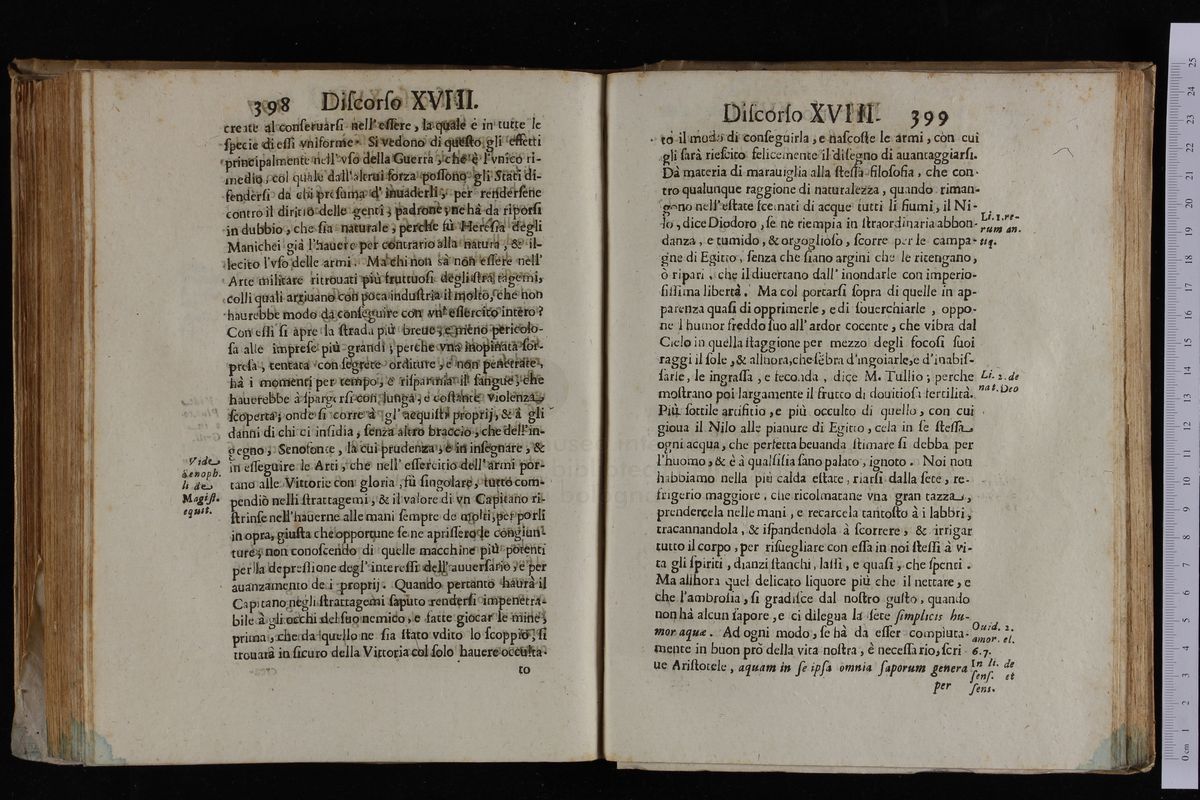 398 Diſcorſo XVIIII.
create al conſeruarſi nell'eſſere, la quale è in tutte le
ſpecie di eſſi vniforme. Si vedono di queſto gli effetti
principalmente nell'vſo della Guerra, che è l'vnico ri-
medio, col quale dall'altrui forza poſſono gli Stati di-
fenderſi da chi preſuma d'inuaderli, per renderſene
contro il diritto delle genti, padrone; ne hà da riporſi
in dubbio, che ſia naturale, perche fù Hereſia degli
Manichei già l'hauere per contrario alla natura, & il-
lecito l'vſo delle armi. Ma chi non sà non eſſere nell'
Arte militare ritrouati più fruttuoſi degli ſtratagemi,
colli quali arriuano con poca induſtria il molto, che non
haurebbe modo da conſeguire con vn'eſſercito intero?
Con eſſi ſi apre la ſtrada più breue, e meno pericolo-
ſa alle impreſe più grandi; perche vna inopinata ſor-
preſa, tentata con ſegrete orditure, e non penetrate,
hà i momenti per tempo, e riſparmia il ſangue, che
hauerebbe à ſpargerſi con lunga, e coſtante violenza
ſcoperta; onde ſi corre à gl'acquiſti proprij, & à gli
danni di chi ci inſidia, ſenza altro braccio, che dell'in-
gegno, Senofonte, la cui prudenza, e in inſegnare, &
in eſſeguire le Arti, che nell'eſſercitio dell'armi por-
tano alle Vittorie con gloria, fù ſingolare, tutto com-
pendiò nelli ſtrattagemi, & il valore di vn Capitano ri-
ſtrinſe nell'hauerne alle mani ſempre de molti, per porli
in opra, giuſta che opportune ſe ne apriſſero le congiun-
ture; non conoſcendo di quelle macchine più potenti
per la depreſſione degl'intereſſi dell'auuerſario, e per
auanzamento de i proprij. Quando pertanto haurà il
Capitano negli ſtrattagemi ſaputo renderſi impenetra-
bile à gli occhi del ſuo nemico, e fatte giocar le mine,
prima, che da quello ne ſia ſtato vdito lo ſcoppio, ſi
trouarà in ſicuro della Vittoria col ſolo hauere occulta-
to
Vide
Xenoph.
li de
Magiſt.
equit.
Diſcorſo XVIIII. 399
to il modo di conſeguirla, e naſcoſte le armi, con cui
gli ſarà rieſcito felicemente il diſegno di auantaggiarſi.
Dà materia di marauiglia alla ſteſſa filoſofia, che con-
tro qualunque raggione di naturalezza, quando riman-
gono nell'eſtate ſcemati di acque tutti li fiumi, il Ni-
lo, dice Diodoro, ſe ne riempia in ſtraordinaria abbon-
danza, e tumido, & orgoglioſo, ſcorre per le campa-
gne di Egitto, ſenza che ſiano argini che le ritengano,
ò ripari, che il diuertano dall'inondarle con imperio-
ſiſſima libertà. Ma col portarſi ſopra di quelle in ap-
parenza quaſi di opprimerle, e di ſouerchiarle, oppo-
ne l humor freddo ſuo all'ardor cocente, che vibra dal
Cielo in quella ſtaggione per mezzo degli focoſi ſuoi
raggi il ſole, & allhora, che sẽbra d'ingoiarle, e d'inabiſ-
ſarle, le ingraſſa, e feconda, dice M. Tullio; perche
moſtrano poi largamente il frutto di douitioſa fertilità.
Più ſottile artifitio, e più occulto di quello, con cui
gioua il Nilo alle pianure di Egitto, cela in ſe ſteſſa
ogni acqua, che perfetta beuanda ſtimare ſi debba per
l'huomo, & è à qualſiſia ſano palato, ignoto. Noi non
habbiamo nella più calda eſtate, riarſi dalla ſete, re-
frigerio maggiore, che ricolmatane vna gran tazza,
prendercela nelle mani, e recarcela tantoſto à i labbri,
tracannandola, & iſpandendola à ſcorrere, & irrigar
tutto il corpo, per riſuegliare con eſſa in noi ſteſſi à vi-
ta gli ſpiriti, dianzi ſtanchi, laſſi, e quaſi, che ſpenti.
Ma allhora quel delicato liquore più che il nettare, e
che l'ambroſia, ſi gradiſce dal noſtro guſto, quando
non hà alcun ſapore, e ci dilegua la ſete ſimplicis hu-
mor aquæ. Ad ogni modo, ſe hà da eſſer compiuta-
mente in buon prò della vita noſtra, è neceſſario, ſcri-
ue Ariſtotele, aquam in ſe ipſa omnia ſaporum genera
per
Li. 1. re-
rum an-
tiq.
Li. 2. de
nat. Deo
Ouid. 2.
amor. el.
6. 7.
In li. de
ſenſ. et
ſens.